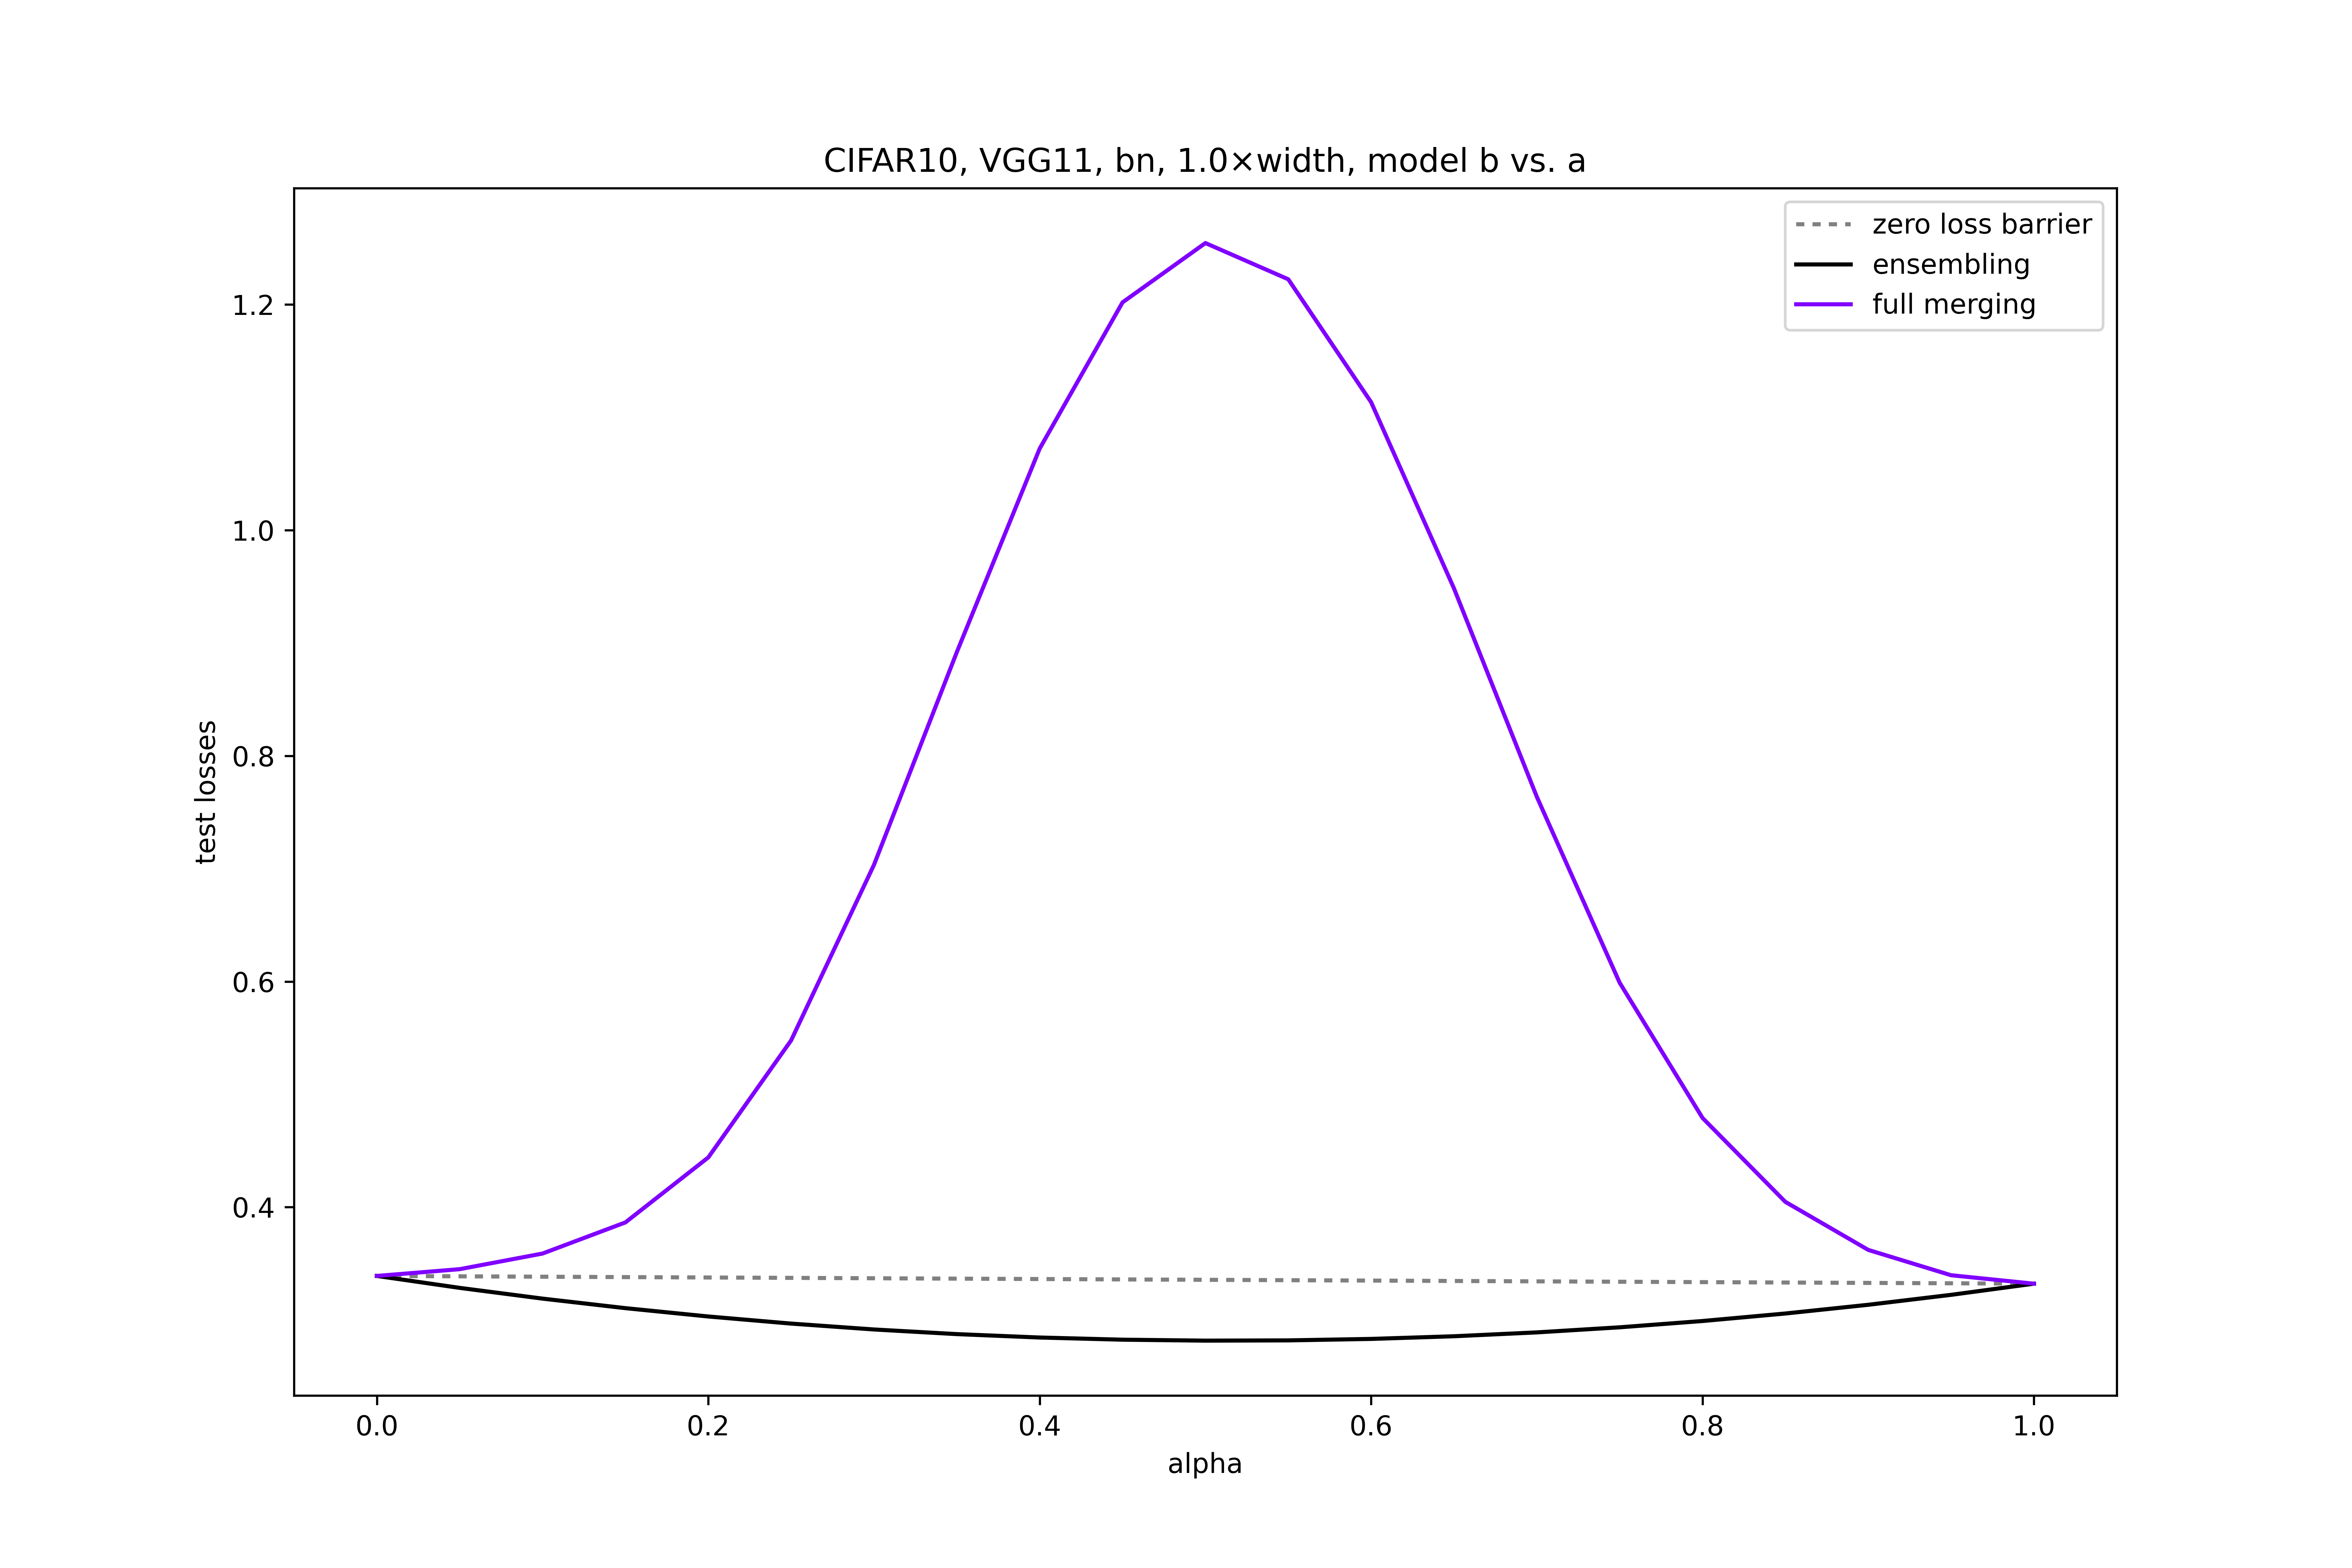 CIFAR10, VGG11, bn, 1.0×width, model b vs. a
zero loss barrier
ensembling
full merging
1.2
1.0
0.8
0.6
0.4
test losses
0.0 0.2 0.4 0.6 0.8 1.0
alpha